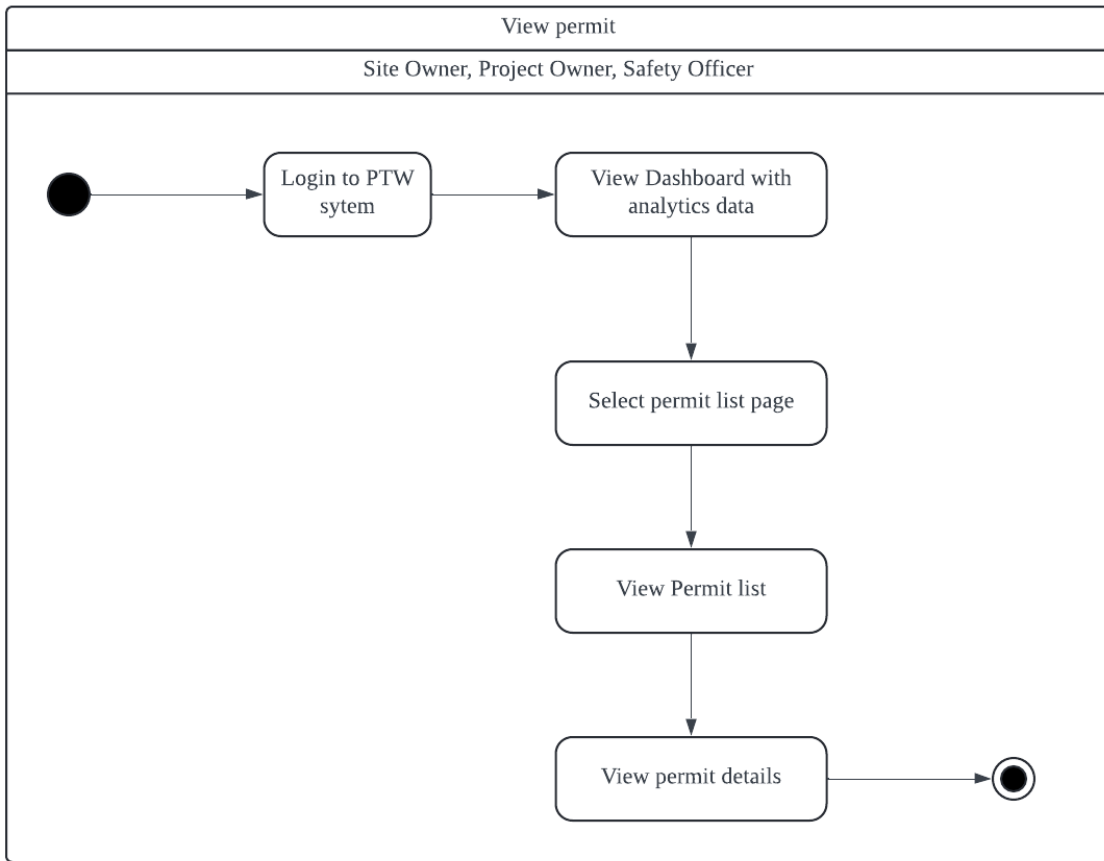 View permit
Site Owner, Project Owner, Safety Officer
Login to PTW
sytem
View Dashboard with
analytics data
Select permit list page
View Permit list
View permit details